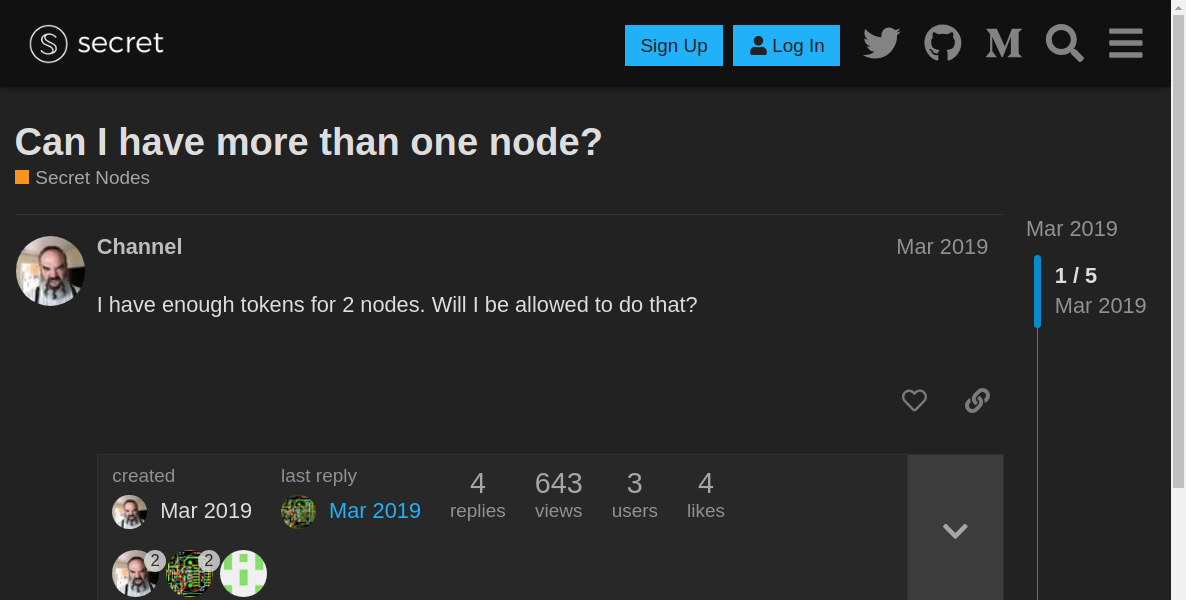 secret
Sign Up
Log In
Can I have more than one node?
Secret Nodes
Channel
Mar 2019
I have enough tokens for 2 nodes. Will I be allowed to do that?
Mar 2019
1 / 5
Mar 2019
created
Mar 2019
last reply
Mar 2019
4
replies
643
views
3
users
4
likes
2
2